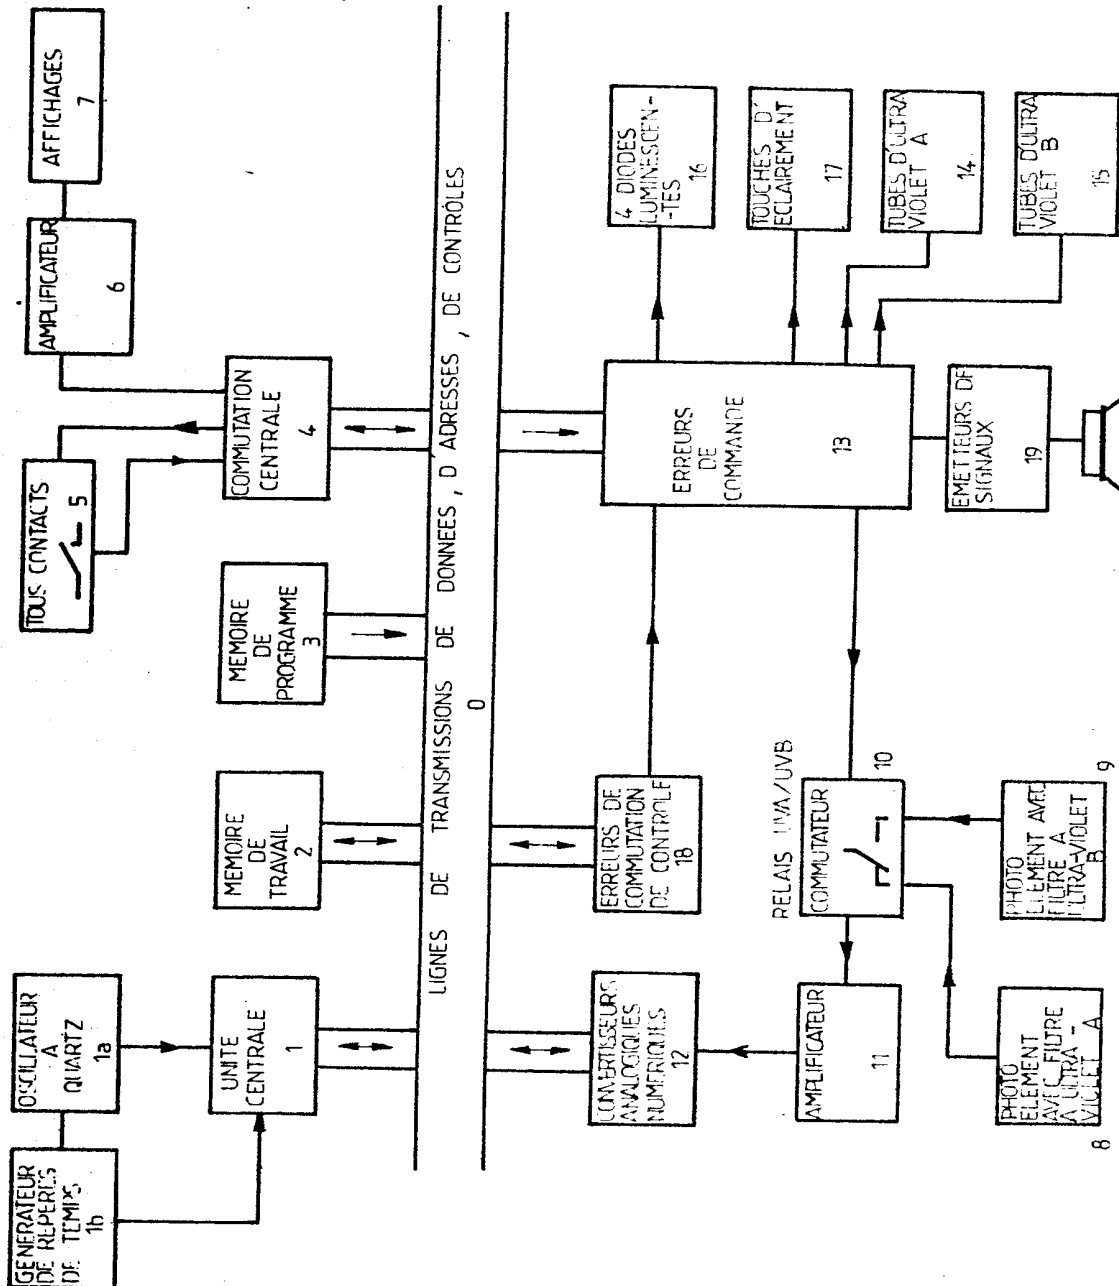 GENERATEUR
DE REPERES
DE TEMPS
1b
OSCILLATEUR
A
QUARTZ
1a
UNITE
CENTRALE
1
MEMOIRE
DE
TRAVAIL
2
MEMOIRE
DE
PROGRAMME
3
TOUS CONTACTS
5
COMMUTATION
CENTRALE
4
AMPLIFICATEUR
6
AFFICHAGES
7
LIGNES DE TRANSMISSIONS DE DONNEES , D'ADRESSES , DE CONTRÔLES
0
CONVERTISSEURS
ANALOGIQUES
NUMERIQUES
12
ERREURS DE
COMMUTATION
DE CONTROLE
18
ERREURS
DE
COMMANDE
13
4 DIODES
LUMINESCEN-
-TES
16
TOUCHES D'
ECLAIREMENT
17
TUBES D'ULTRA
VIOLET A
14
TUBES D'ULTRA
VIOLET B
15
EMETTEURS DE
SIGNAUX
19
RELAIS UVA/UVB
COMMUTATEUR
10
AMPLIFICATEUR
11
PHOTO
ELEMENT
AVEC FILTRE
A ULTRA -
VIOLET A
8
PHOTO
ELEMENT AVEC
FILTRE A
ULTRA-VIOLET
B
9